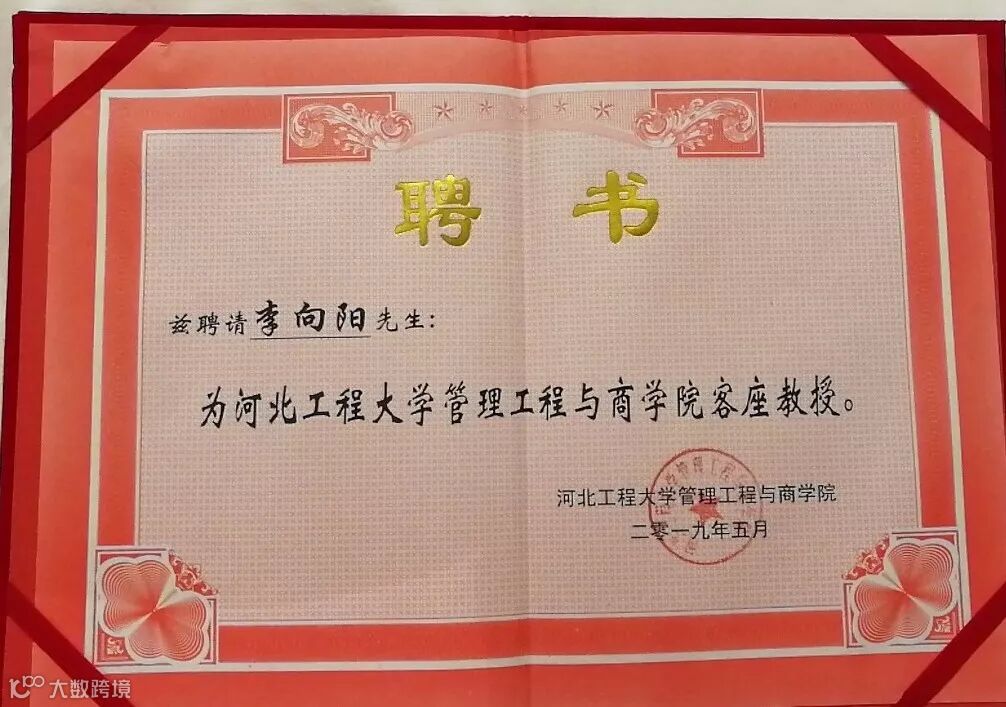 聘书
兹聘请李向阳先生：
为河北工程大学管理工程与商学院客座教授。
河北工程大学管理工程与商学院
二零一九年五月
大数跨境